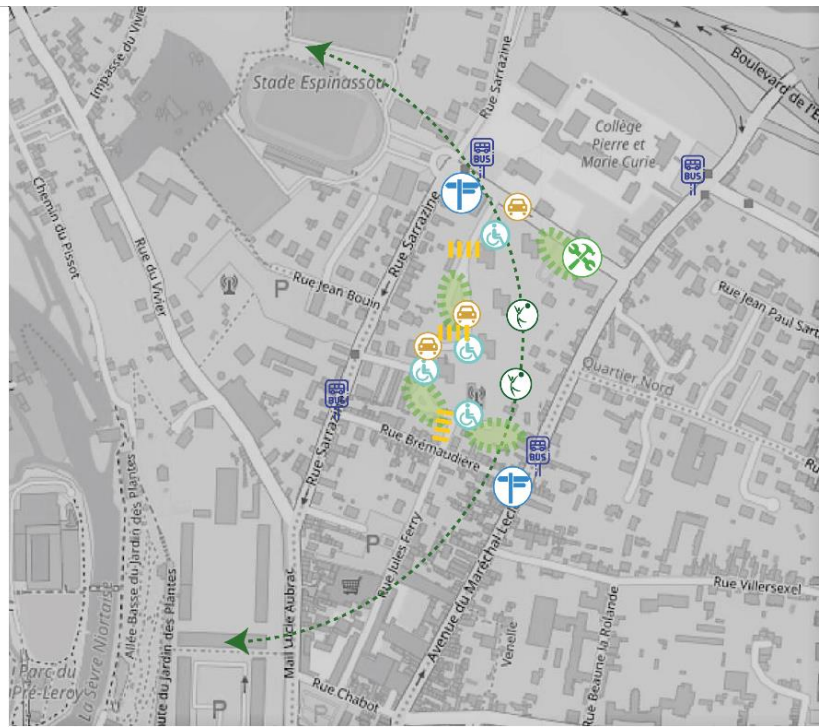 Impasse du Vivier
Stade Espinassou
Rue Sarrazine
Boulevard de l'E
Collège
Pierre et
Marie Curie
BUS
BUS
Chemin du Pissot
Rue du Vivier
Rue Sarrazine
P
Rue Jean Bouin
Rue Jean Paul Sart
Quartier Nord
BUS
Rue Sarrazine
Rue Brémaudière
BUS
Allée Basse du Jardin des Plantes
P
Rue Jules Ferry
Avenue du Maréchal Lecl
Rue Villersexel
La Sèvre Niortaise
oute du Jardin des Plantes
Mail Lucie Aubrac
Venelle
Rue Beaune la Rolande
Parc du
Pré-Leroy
Rue Chabot
P
P